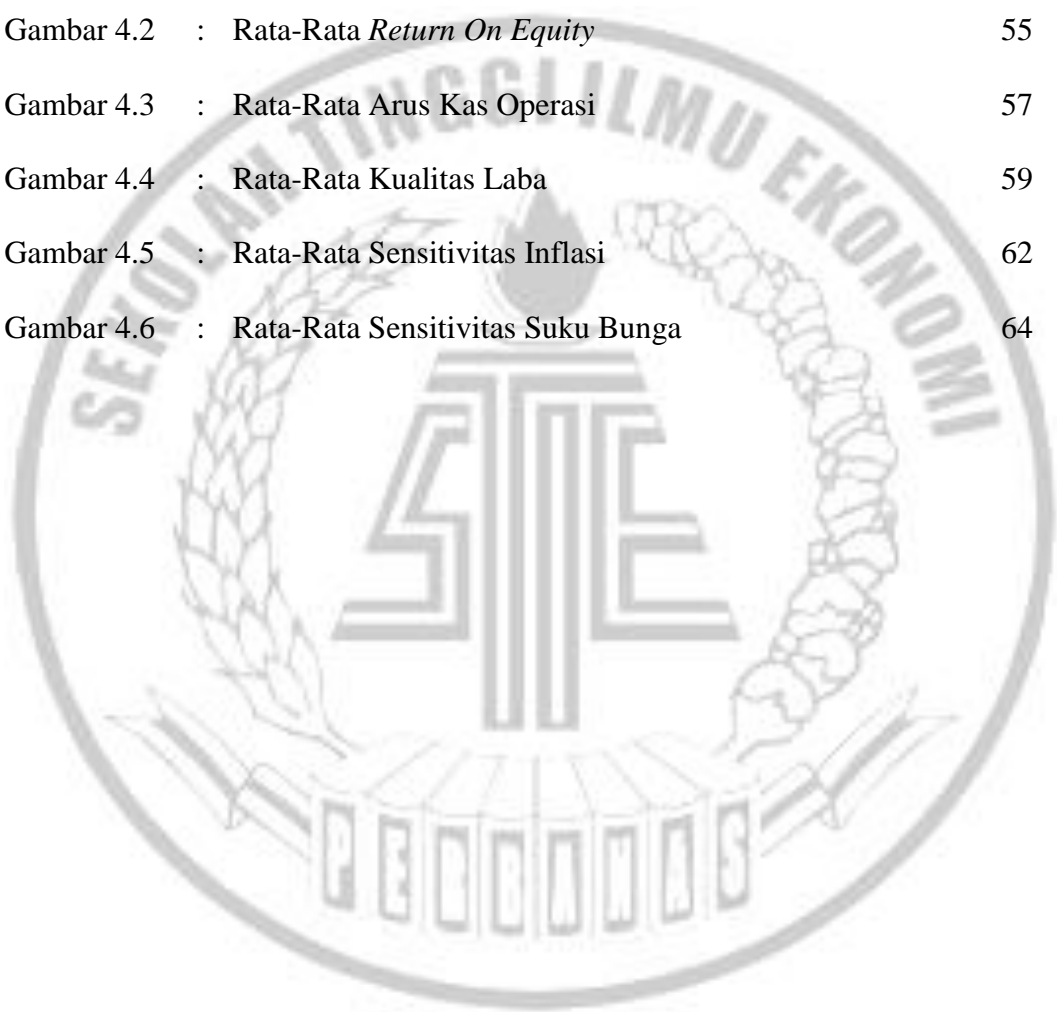 Gambar 4.2 : Rata-Rata Return On Equity 55
Gambar 4.3 : Rata-Rata Arus Kas Operasi 57
Gambar 4.4 : Rata-Rata Kualitas Laba 59
Gambar 4.5 : Rata-Rata Sensitivitas Inflasi 62
Gambar 4.6 : Rata-Rata Sensitivitas Suku Bunga 64
SEKOLAH TINGGI ILMU EKONOMI
STIE
PERBANAS